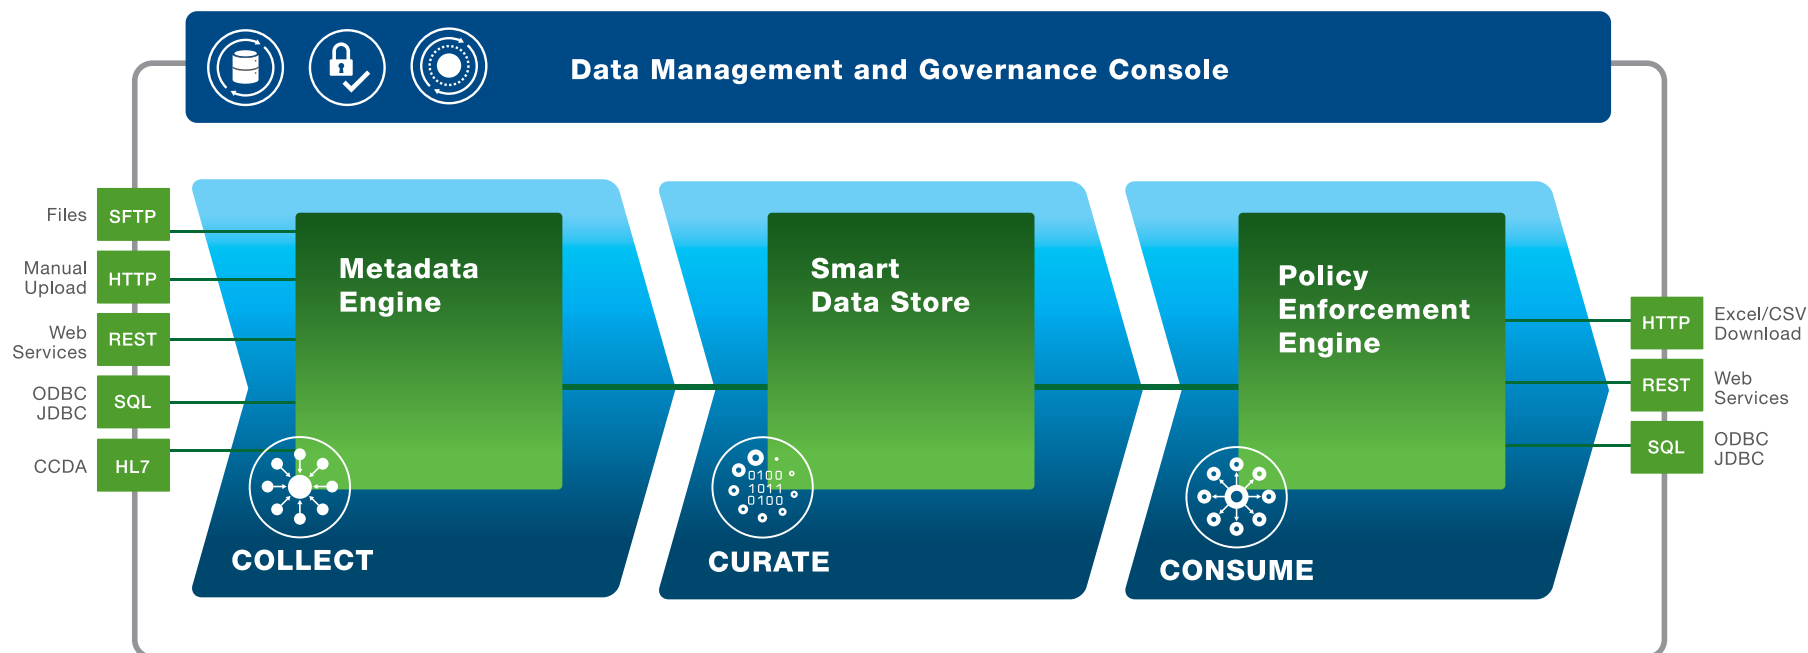 Data Management and Governance Console
Files
SFTP
Manual
Upload
HTTP
Web
Services
REST
ODBC
JDBC
SQL
CCDA
HL7
Metadata
Engine
COLLECT
Smart
Data Store
0100
1011
0100
CURATE
Policy
Enforcement
Engine
CONSUME
HTTP
Excel/CSV
Download
REST
Web
Services
SQL
ODBC
JDBC